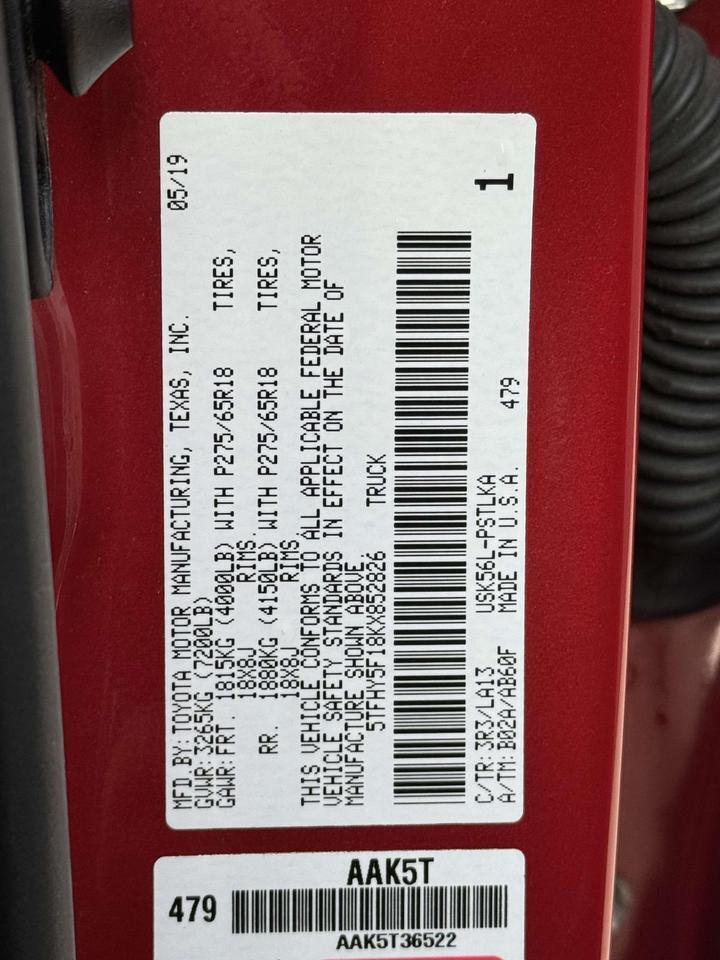 MFD.BY:TOYOTA MOTOR MANUFACTURING, TEXAS, INC. 05/19
GVWR:3265KG (7200LB)
GAWR:FRT. 1815KG (4000LB) WITH P275/65R18 TIRES,
18X8J RIMS.
RR. 1880KG (4150LB) WITH P275/65R18 TIRES,
18X8J RIMS.
THIS VEHICLE CONFORMS TO ALL APPLICABLE FEDERAL MOTOR
VEHICLE SAFETY STANDARDS IN EFFECT ON THE DATE OF
MANUFACTURE SHOWN ABOVE.
5TFHY5F18KX852826 TRUCK
C/TR:3R3/LA13 USK56L-PSTLKA 479 1
A/TM:B02A/AB60F MADE IN U.S.A.
AAK5T
479
AAK5T36522